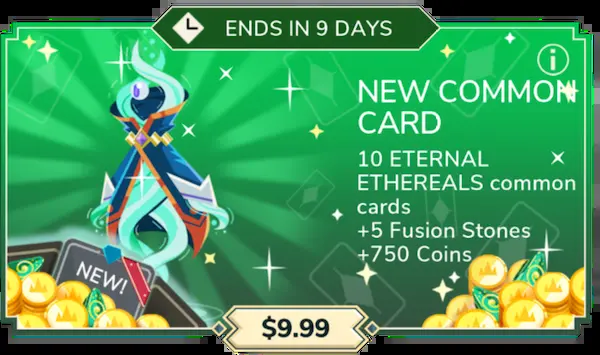 ENDS IN 9 DAYS
NEW COMMON
CARD
10 ETERNAL
ETHEREALS common
cards
+5 Fusion Stones
+750 Coins
NEW!
$9.99